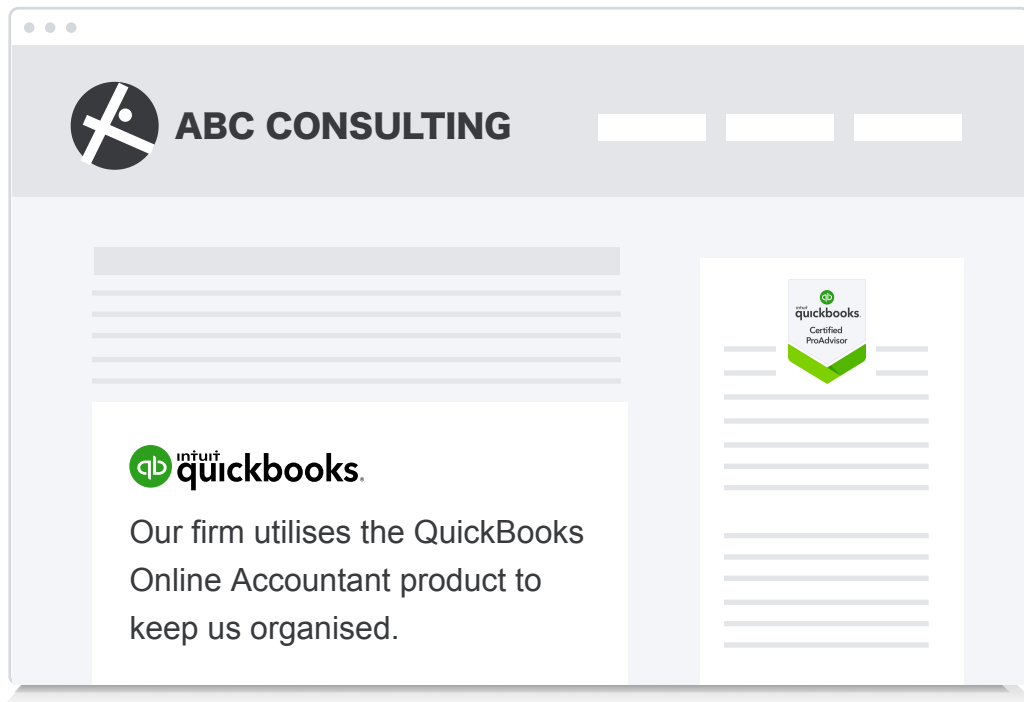 ABC CONSULTING
intuit
quickbooks.
Certified
ProAdvisor
qb
intuit
quickbooks.
Our firm utilises the QuickBooks
Online Accountant product to
keep us organised.